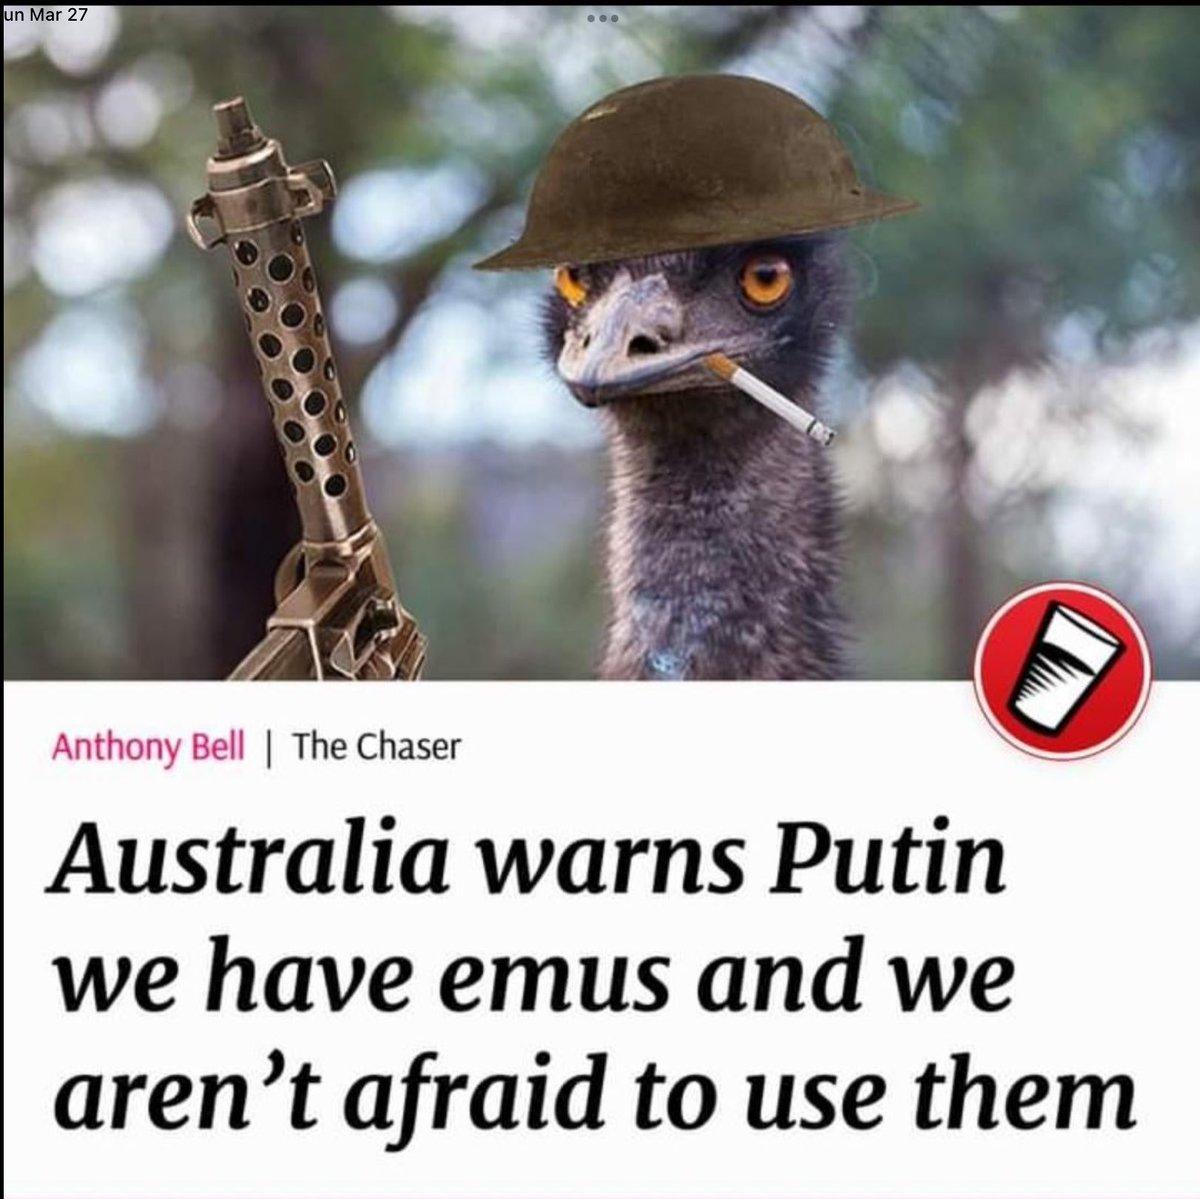 un Mar 27
Anthony Bell | The Chaser
Australia warns Putin
we have emus and we
aren’t afraid to use them